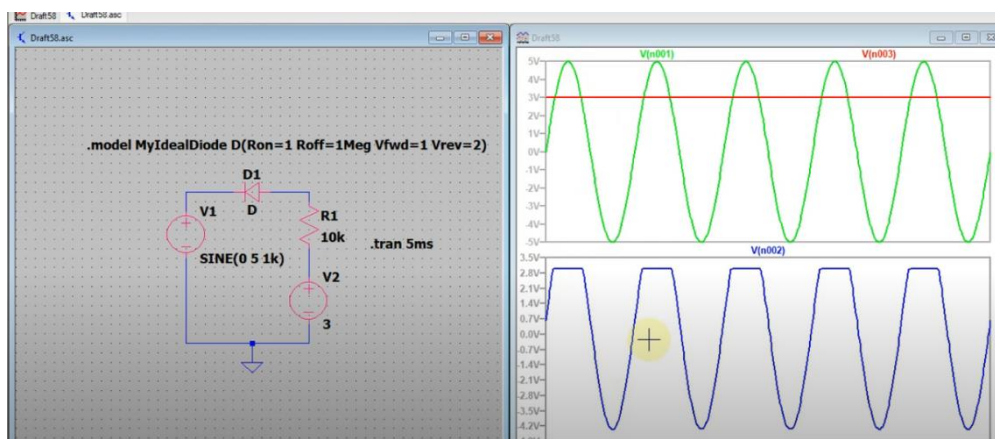 Draft58 Draft58.asc
Draft58.asc
.model MyIdealDiode D(Ron=1 Roff=1Meg Vfwd=1 Vrev=2)
D1
D
V1
R1
10k
SINE(0 5 1k)
.tran 5ms
V2
3
Draft58
V(n001) V(n003)
5V
4V
3V
2V
1V
0V
-1V
-2V
-3V
-4V
-5V
V(n002)
3.5V
2.8V
2.1V
1.4V
0.7V
0.0V
-0.7V
-1.4V
-2.1V
-2.8V
-3.5V
-4.2V